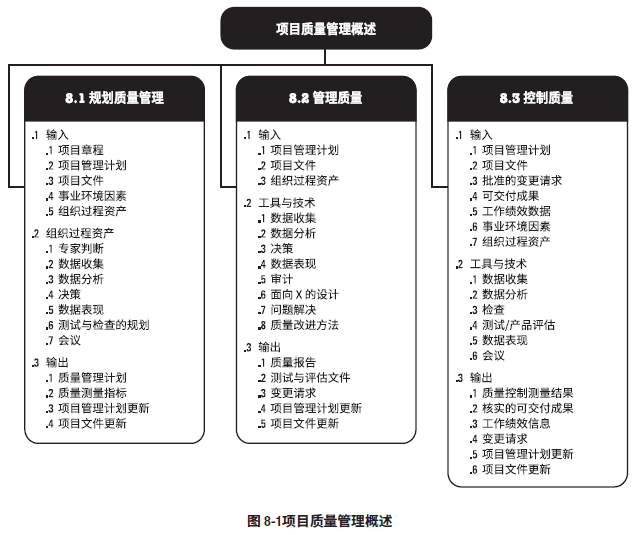 项目质量管理概述
8.1 规划质量管理
.1 输入
.1 项目章程
.2 项目管理计划
.3 项目文件
.4 事业环境因素
.5 组织过程资产
.2 组织过程资产
.1 专家判断
.2 数据收集
.3 数据分析
.4 决策
.5 数据表现
.6 测试与检查的规划
.7 会议
.3 输出
.1 质量管理计划
.2 质量测量指标
.3 项目管理计划更新
.4 项目文件更新
8.2 管理质量
.1 输入
.1 项目管理计划
.2 项目文件
.3 组织过程资产
.2 工具与技术
.1 数据收集
.2 数据分析
.3 决策
.4 数据表现
.5 审计
.6 面向 X 的设计
.7 问题解决
.8 质量改进方法
.3 输出
.1 质量报告
.2 测试与评估文件
.3 变更请求
.4 项目管理计划更新
.5 项目文件更新
8.3 控制质量
.1 输入
.1 项目管理计划
.2 项目文件
.3 批准的变更请求
.4 可交付成果
.5 工作绩效数据
.6 事业环境因素
.7 组织过程资产
.2 工具与技术
.1 数据收集
.2 数据分析
.3 检查
.4 测试/产品评估
.5 数据表现
.6 会议
.3 输出
.1 质量控制测量结果
.2 核实的可交付成果
.3 工作绩效信息
.4 变更请求
.5 项目管理计划更新
.6 项目文件更新
图 8-1项目质量管理概述